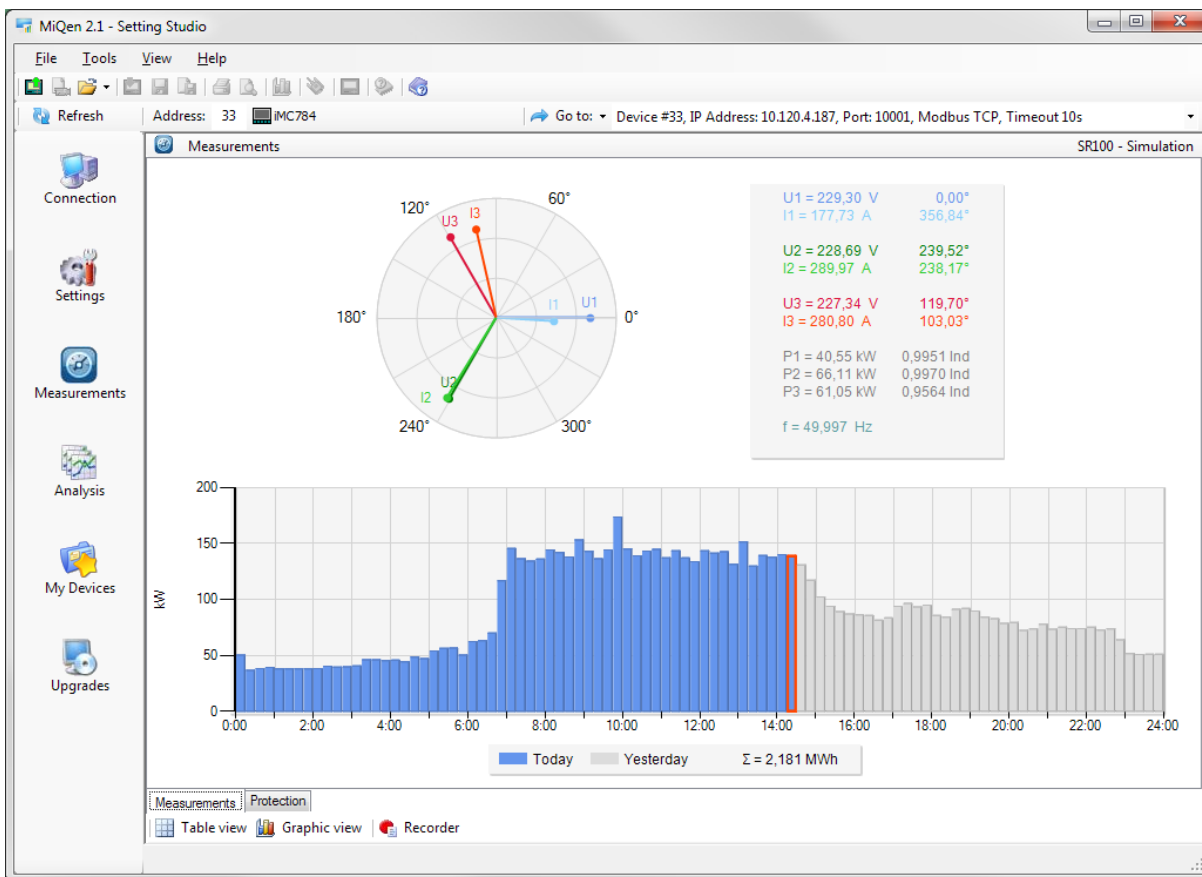 MiQen 2.1 - Setting Studio
File Tools View Help
Refresh Address: 33 iMC784 Go to: Device #33, IP Address: 10.120.4.187, Port: 10001, Modbus TCP, Timeout 10s
Measurements SR100 - Simulation
Connection
Settings
Measurements
Analysis
My Devices
Upgrades
120° 60°
U3 I3
180° I1 U1 0°
U2
I2
240° 300°
U1 = 229,30 V 0,00°
I1 = 177,73 A 356,84°
U2 = 228,69 V 239,52°
I2 = 289,97 A 238,17°
U3 = 227,34 V 119,70°
I3 = 280,80 A 103,03°
P1 = 40,55 kW 0,9951 Ind
P2 = 66,11 kW 0,9970 Ind
P3 = 61,05 kW 0,9564 Ind
f = 49,997 Hz
200
150
100
50
0
kW
0:00 2:00 4:00 6:00 8:00 10:00 12:00 14:00 16:00 18:00 20:00 22:00 24:00
Today Yesterday Σ = 2,181 MWh
Measurements Protection
Table view Graphic view Recorder